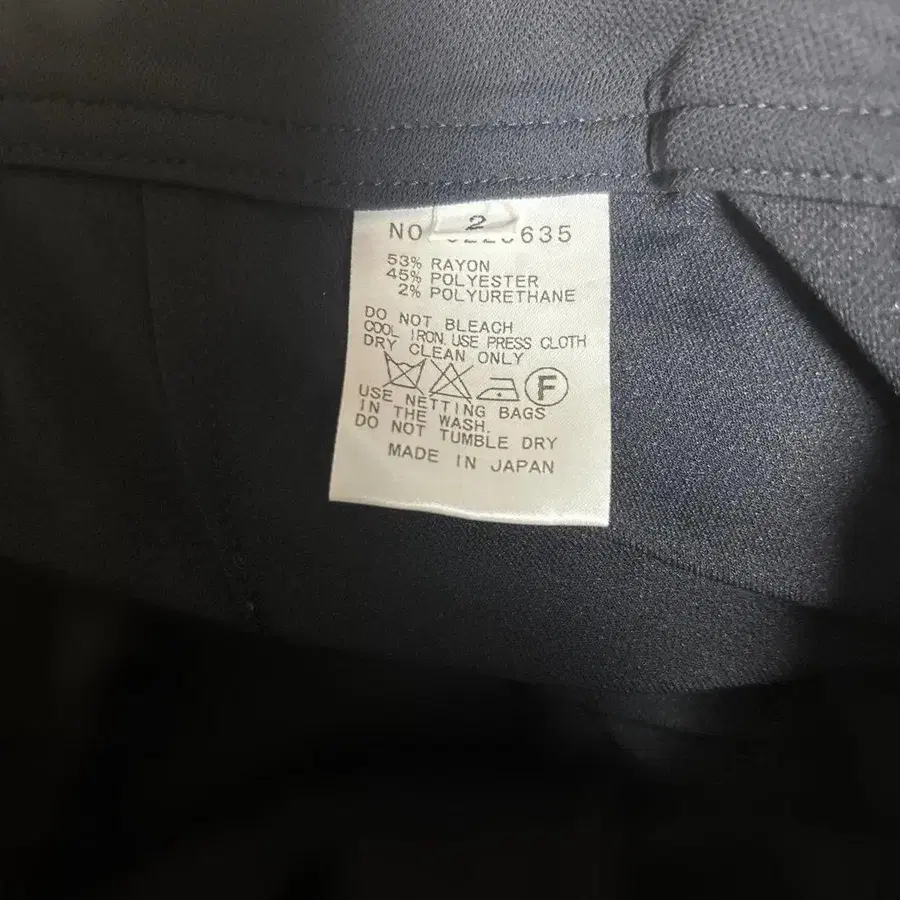 2
NO 635
53% RAYON
45% POLYESTER
2% POLYURETHANE
DO NOT BLEACH
COOL IRON. USE PRESS CLOTH
DRY CLEAN ONLY
F
USE NETTING BAGS
IN THE WASH.
DO NOT TUMBLE DRY
MADE IN JAPAN